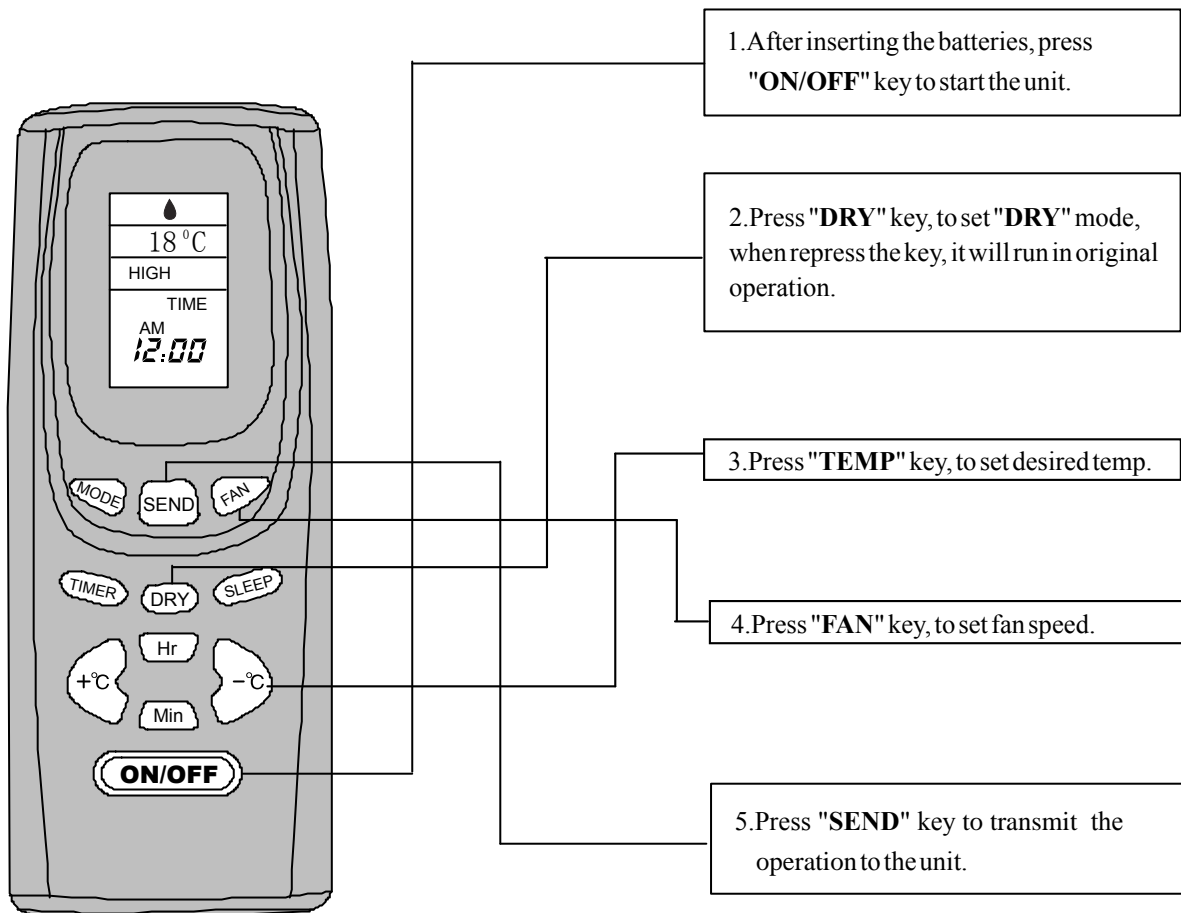 1.After inserting the batteries, press
"ON/OFF" key to start the unit.
2.Press "DRY" key, to set "DRY" mode,
when repress the key, it will run in original
operation.
3.Press "TEMP" key, to set desired temp.
4.Press "FAN" key, to set fan speed.
5.Press "SEND" key to transmit the
operation to the unit.
18°C
HIGH
TIME
AM
12:00
MODE
SEND
FAN
TIMER
DRY
SLEEP
Hr
+°C
-°C
Min
ON/OFF